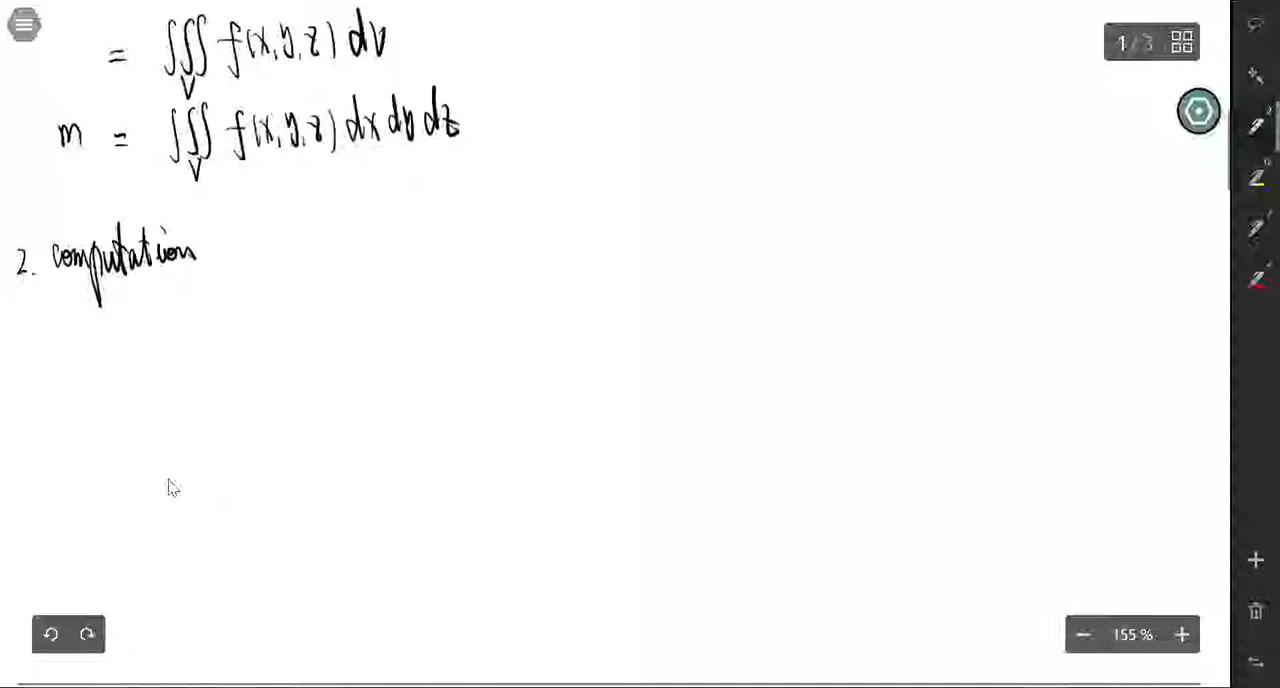 = ∭_V f(x,y,z) dV
m = ∭_V f(x,y,z) dx dy dz
2. computation
1 / 3
155 %